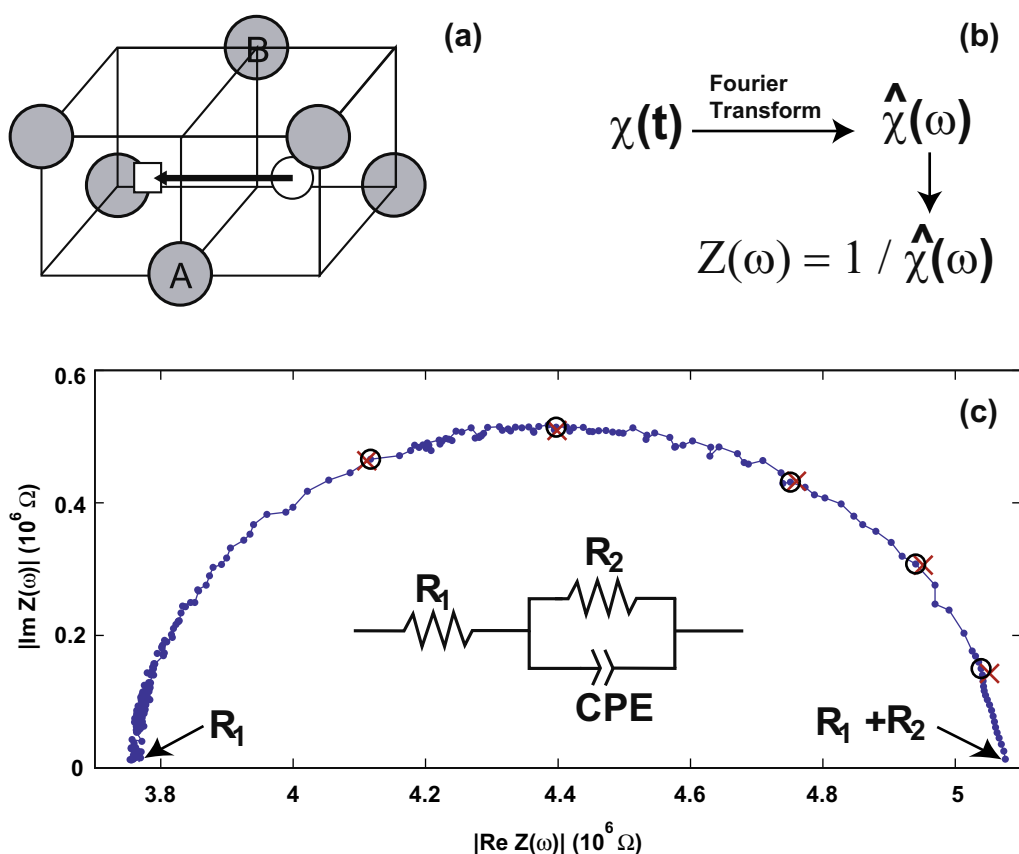 (a)
B
A
(b)
Fourier
Transform
χ(t)
χ̂(ω)
Z(ω) = 1 / χ̂(ω)
(c)
0.6
0.4
0.2
0
|Im Z(ω)| (10⁶ Ω)
R₂
R₁
CPE
R₁
R₁ +R₂
3.8
4
4.2
4.4
4.6
4.8
5
|Re Z(ω)| (10⁶ Ω)